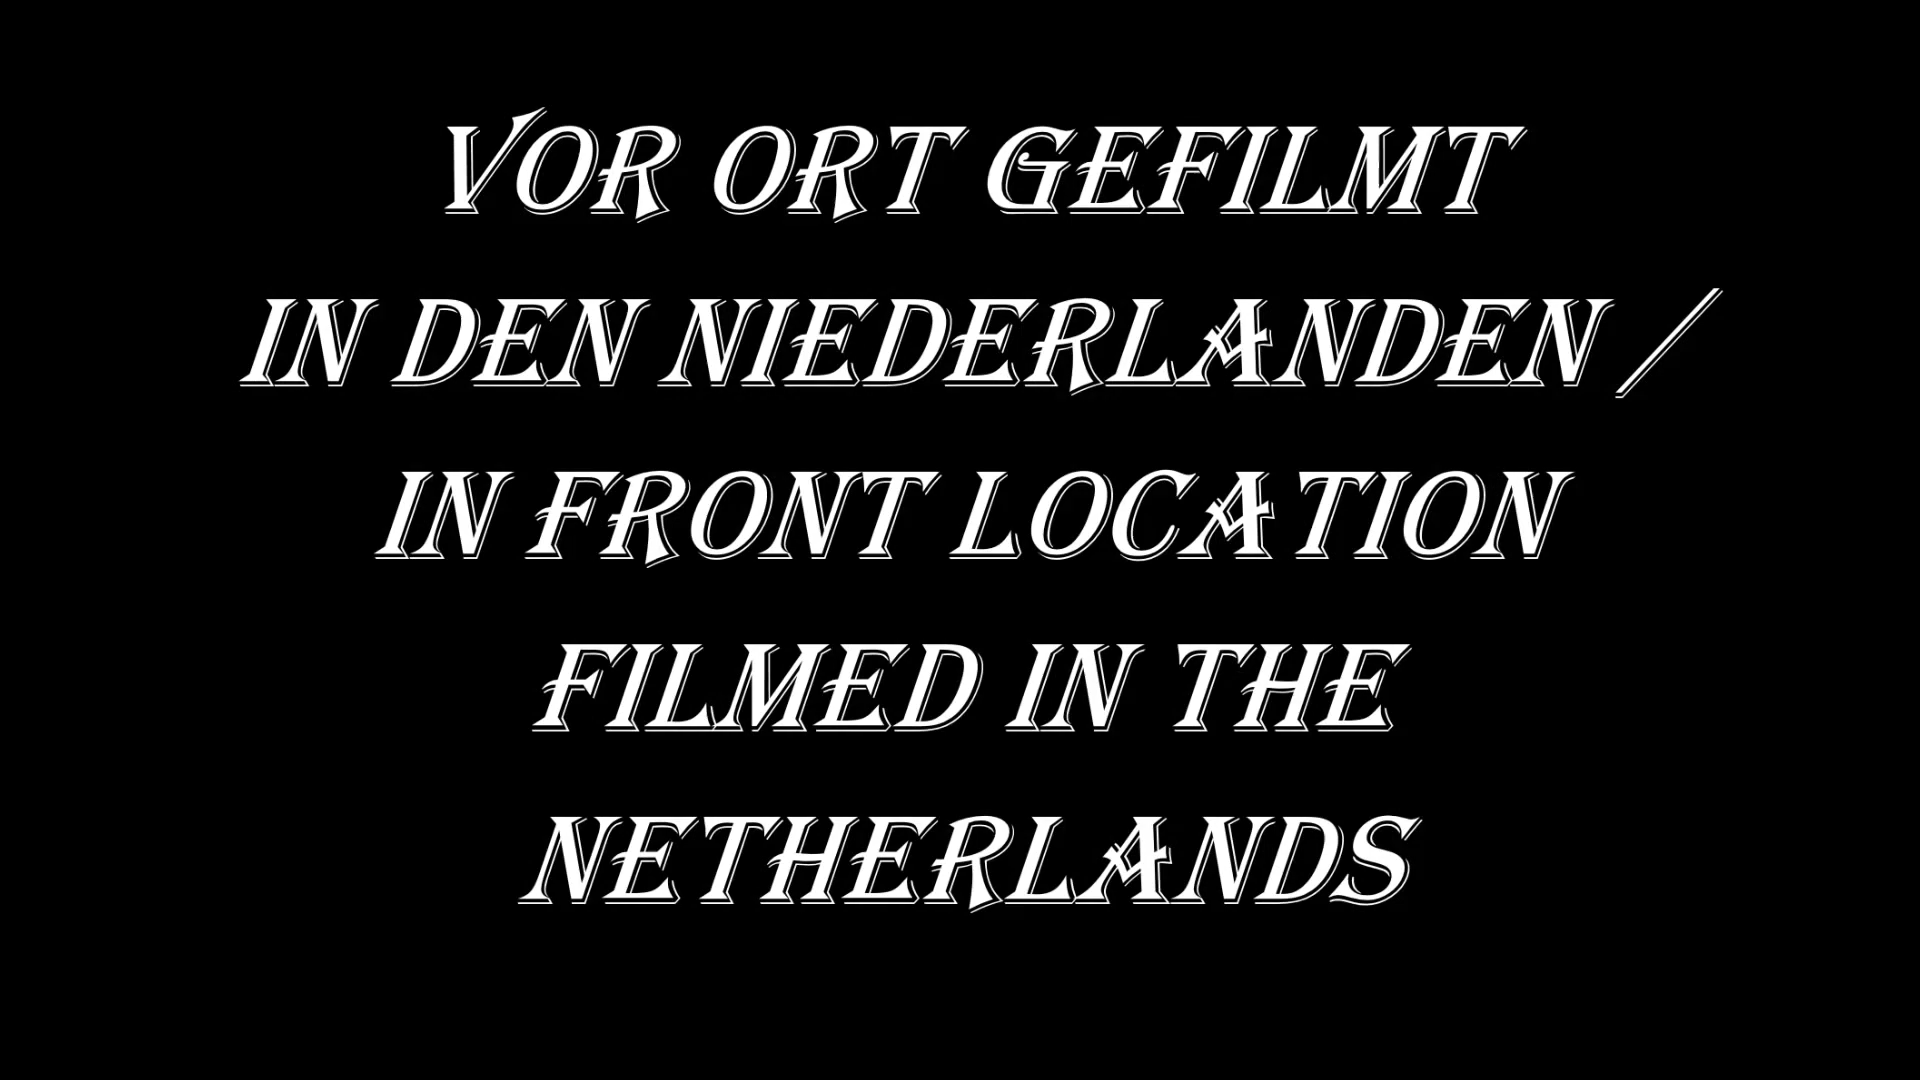 VOR ORT GEFILMT
IN DEN NIEDERLANDEN /
IN FRONT LOCATION
FILMED IN THE
NETHERLANDS